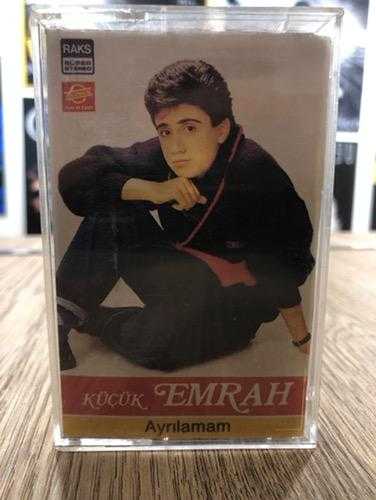 RAKS
SÜPER
STEREO
KÜÇÜK EMRAH
Ayrılamam